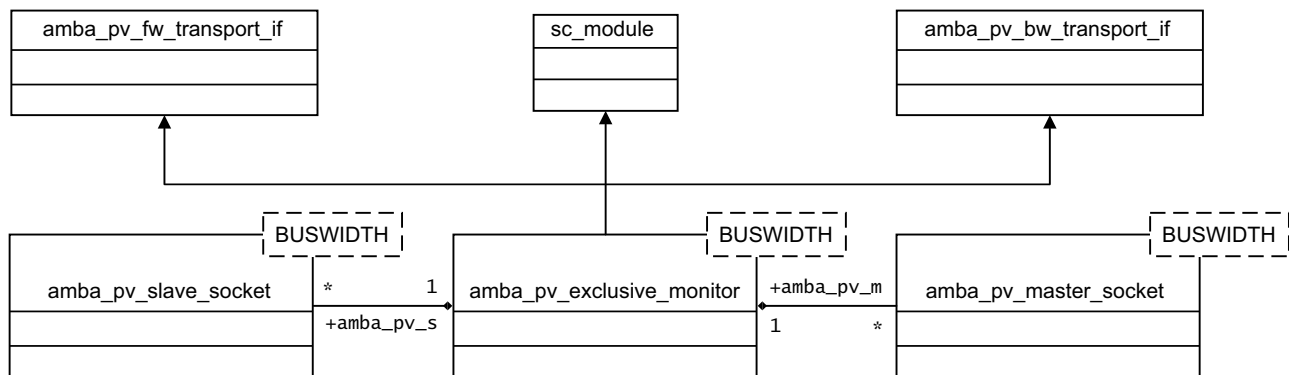 amba_pv_fw_transport_if
sc_module
amba_pv_bw_transport_if
BUSWIDTH
BUSWIDTH
BUSWIDTH
amba_pv_slave_socket
* 1
+amba_pv_s
amba_pv_exclusive_monitor
+amba_pv_m
1 *
amba_pv_master_socket